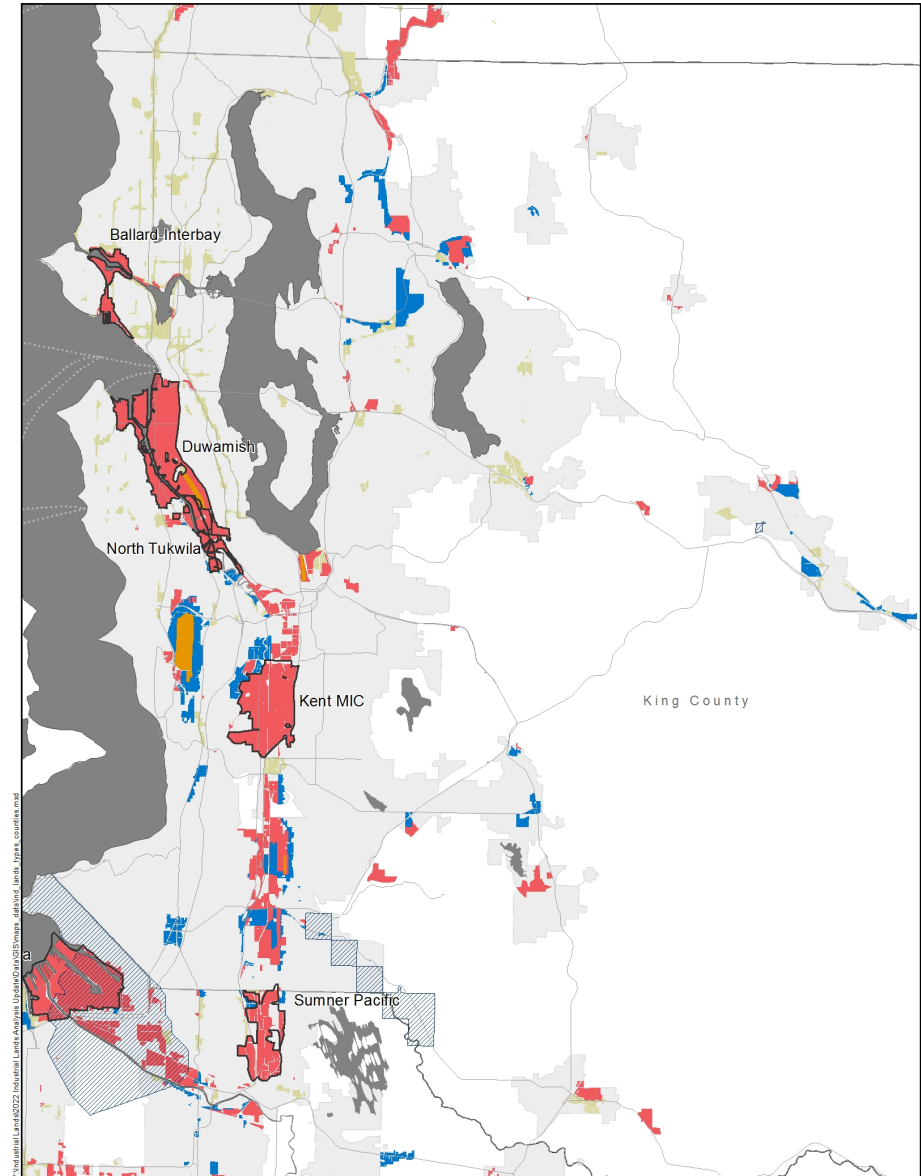 Ballard-Interbay
Duwamish
North Tukwila
Kent MIC
King County
a
Sumner Pacific
\Industrial Lands\2022 Industrial Lands Analysis Update\Data\GIS\maps_data\ind_lands_types_counties.mxd